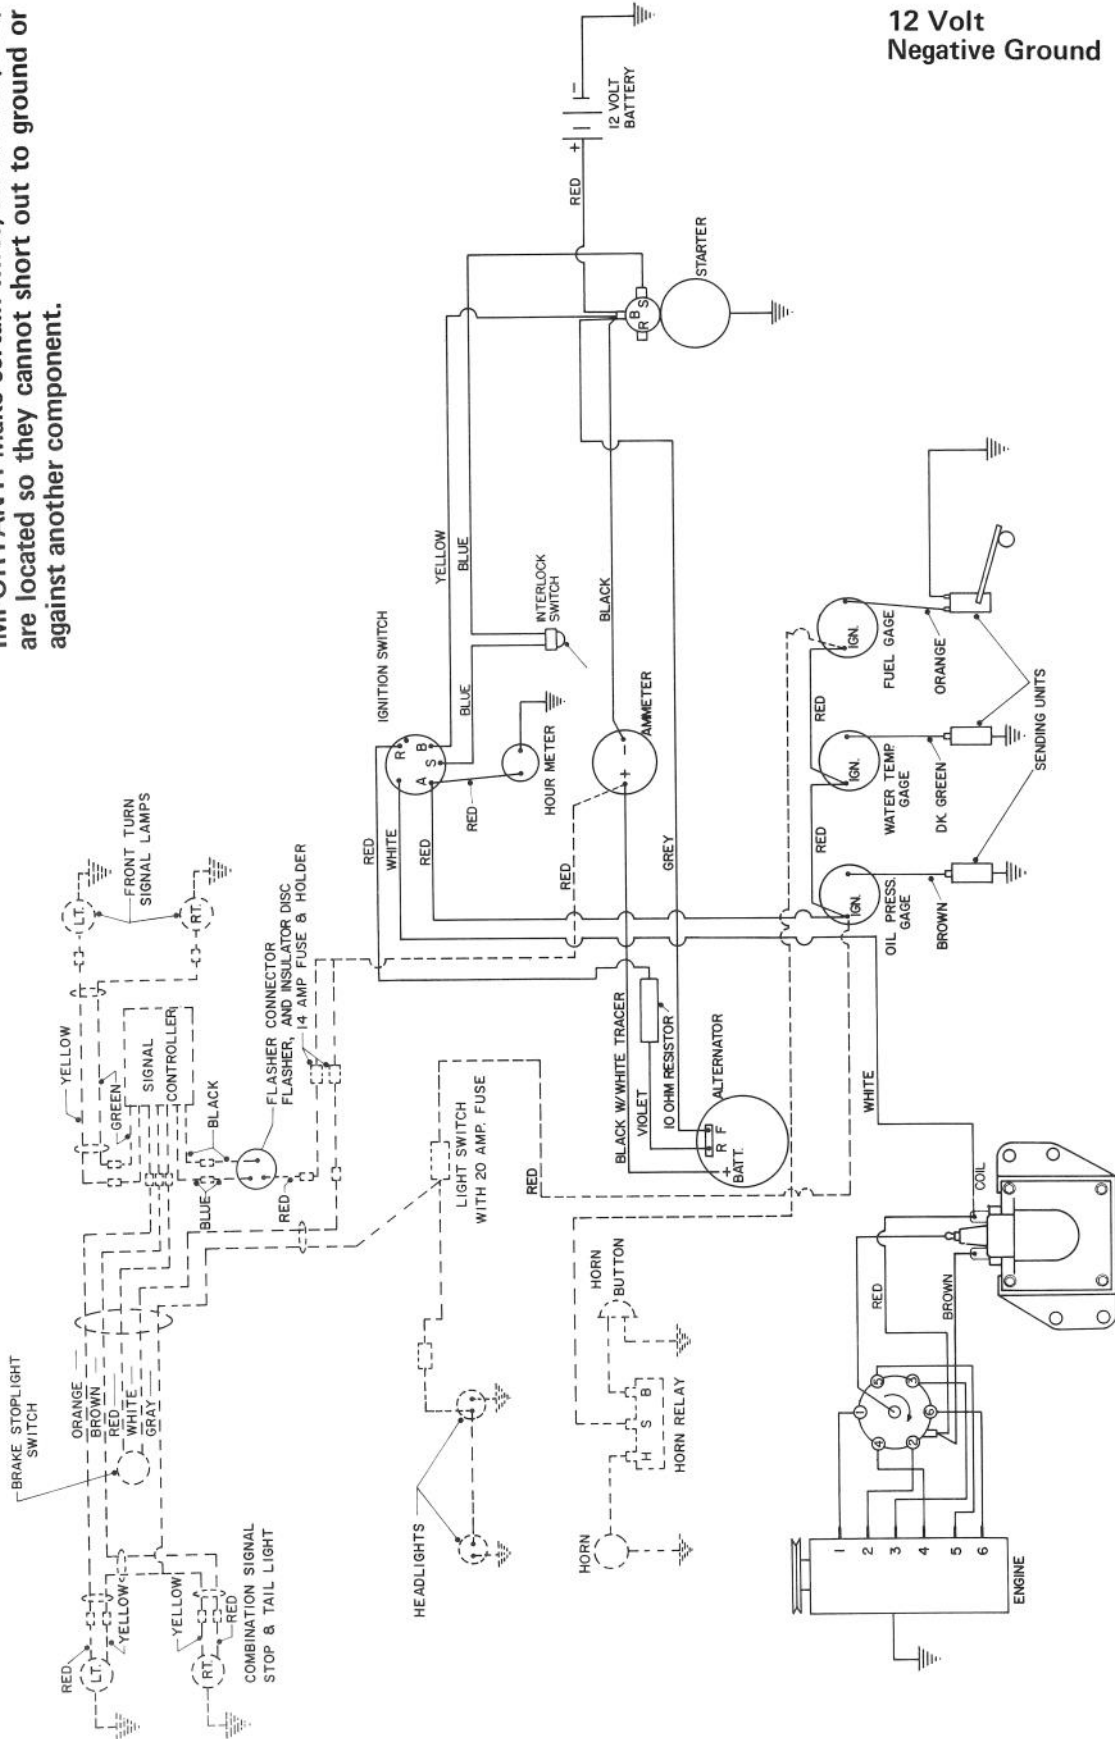 are located so they cannot short out to ground or
against another component.
12 Volt
Negative Ground
12 VOLT
BATTERY
+
-
RED
STARTER
B
S
R
YELLOW
BLUE
INTERLOCK
SWITCH
BLACK
IGNITION SWITCH
R
B
S
A
BLUE
RED
HOUR METER
AMMETER
-
+
RED
WHITE
RED
RED
GREY
FUEL GAGE
IGN.
ORANGE
RED
WATER TEMP.
GAGE
IGN.
DK. GREEN
RED
OIL PRESS.
GAGE
IGN.
BROWN
SENDING UNITS
FRONT TURN
SIGNAL LAMPS
LT.
RT.
YELLOW
GREEN
SIGNAL
CONTROLLER
BLACK
BLUE
RED
FLASHER CONNECTOR
FLASHER, AND INSULATOR DISC
14 AMP FUSE & HOLDER
LIGHT SWITCH
WITH 20 AMP. FUSE
RED
BLACK W/WHITE TRACER
VIOLET
10 OHM RESISTOR
ALTERNATOR
R F
+
BATT.
WHITE
COIL
RED
BROWN
BRAKE STOPLIGHT
SWITCH
ORANGE
BROWN
RED
WHITE
GRAY
RED
YELLOW
LT.
YELLOW
RED
RT.
COMBINATION SIGNAL
STOP & TAIL LIGHT
HEADLIGHTS
HORN
BUTTON
HORN RELAY
H
S
B
HORN
1
5
3
6
2
4
1
2
3
4
5
6
ENGINE